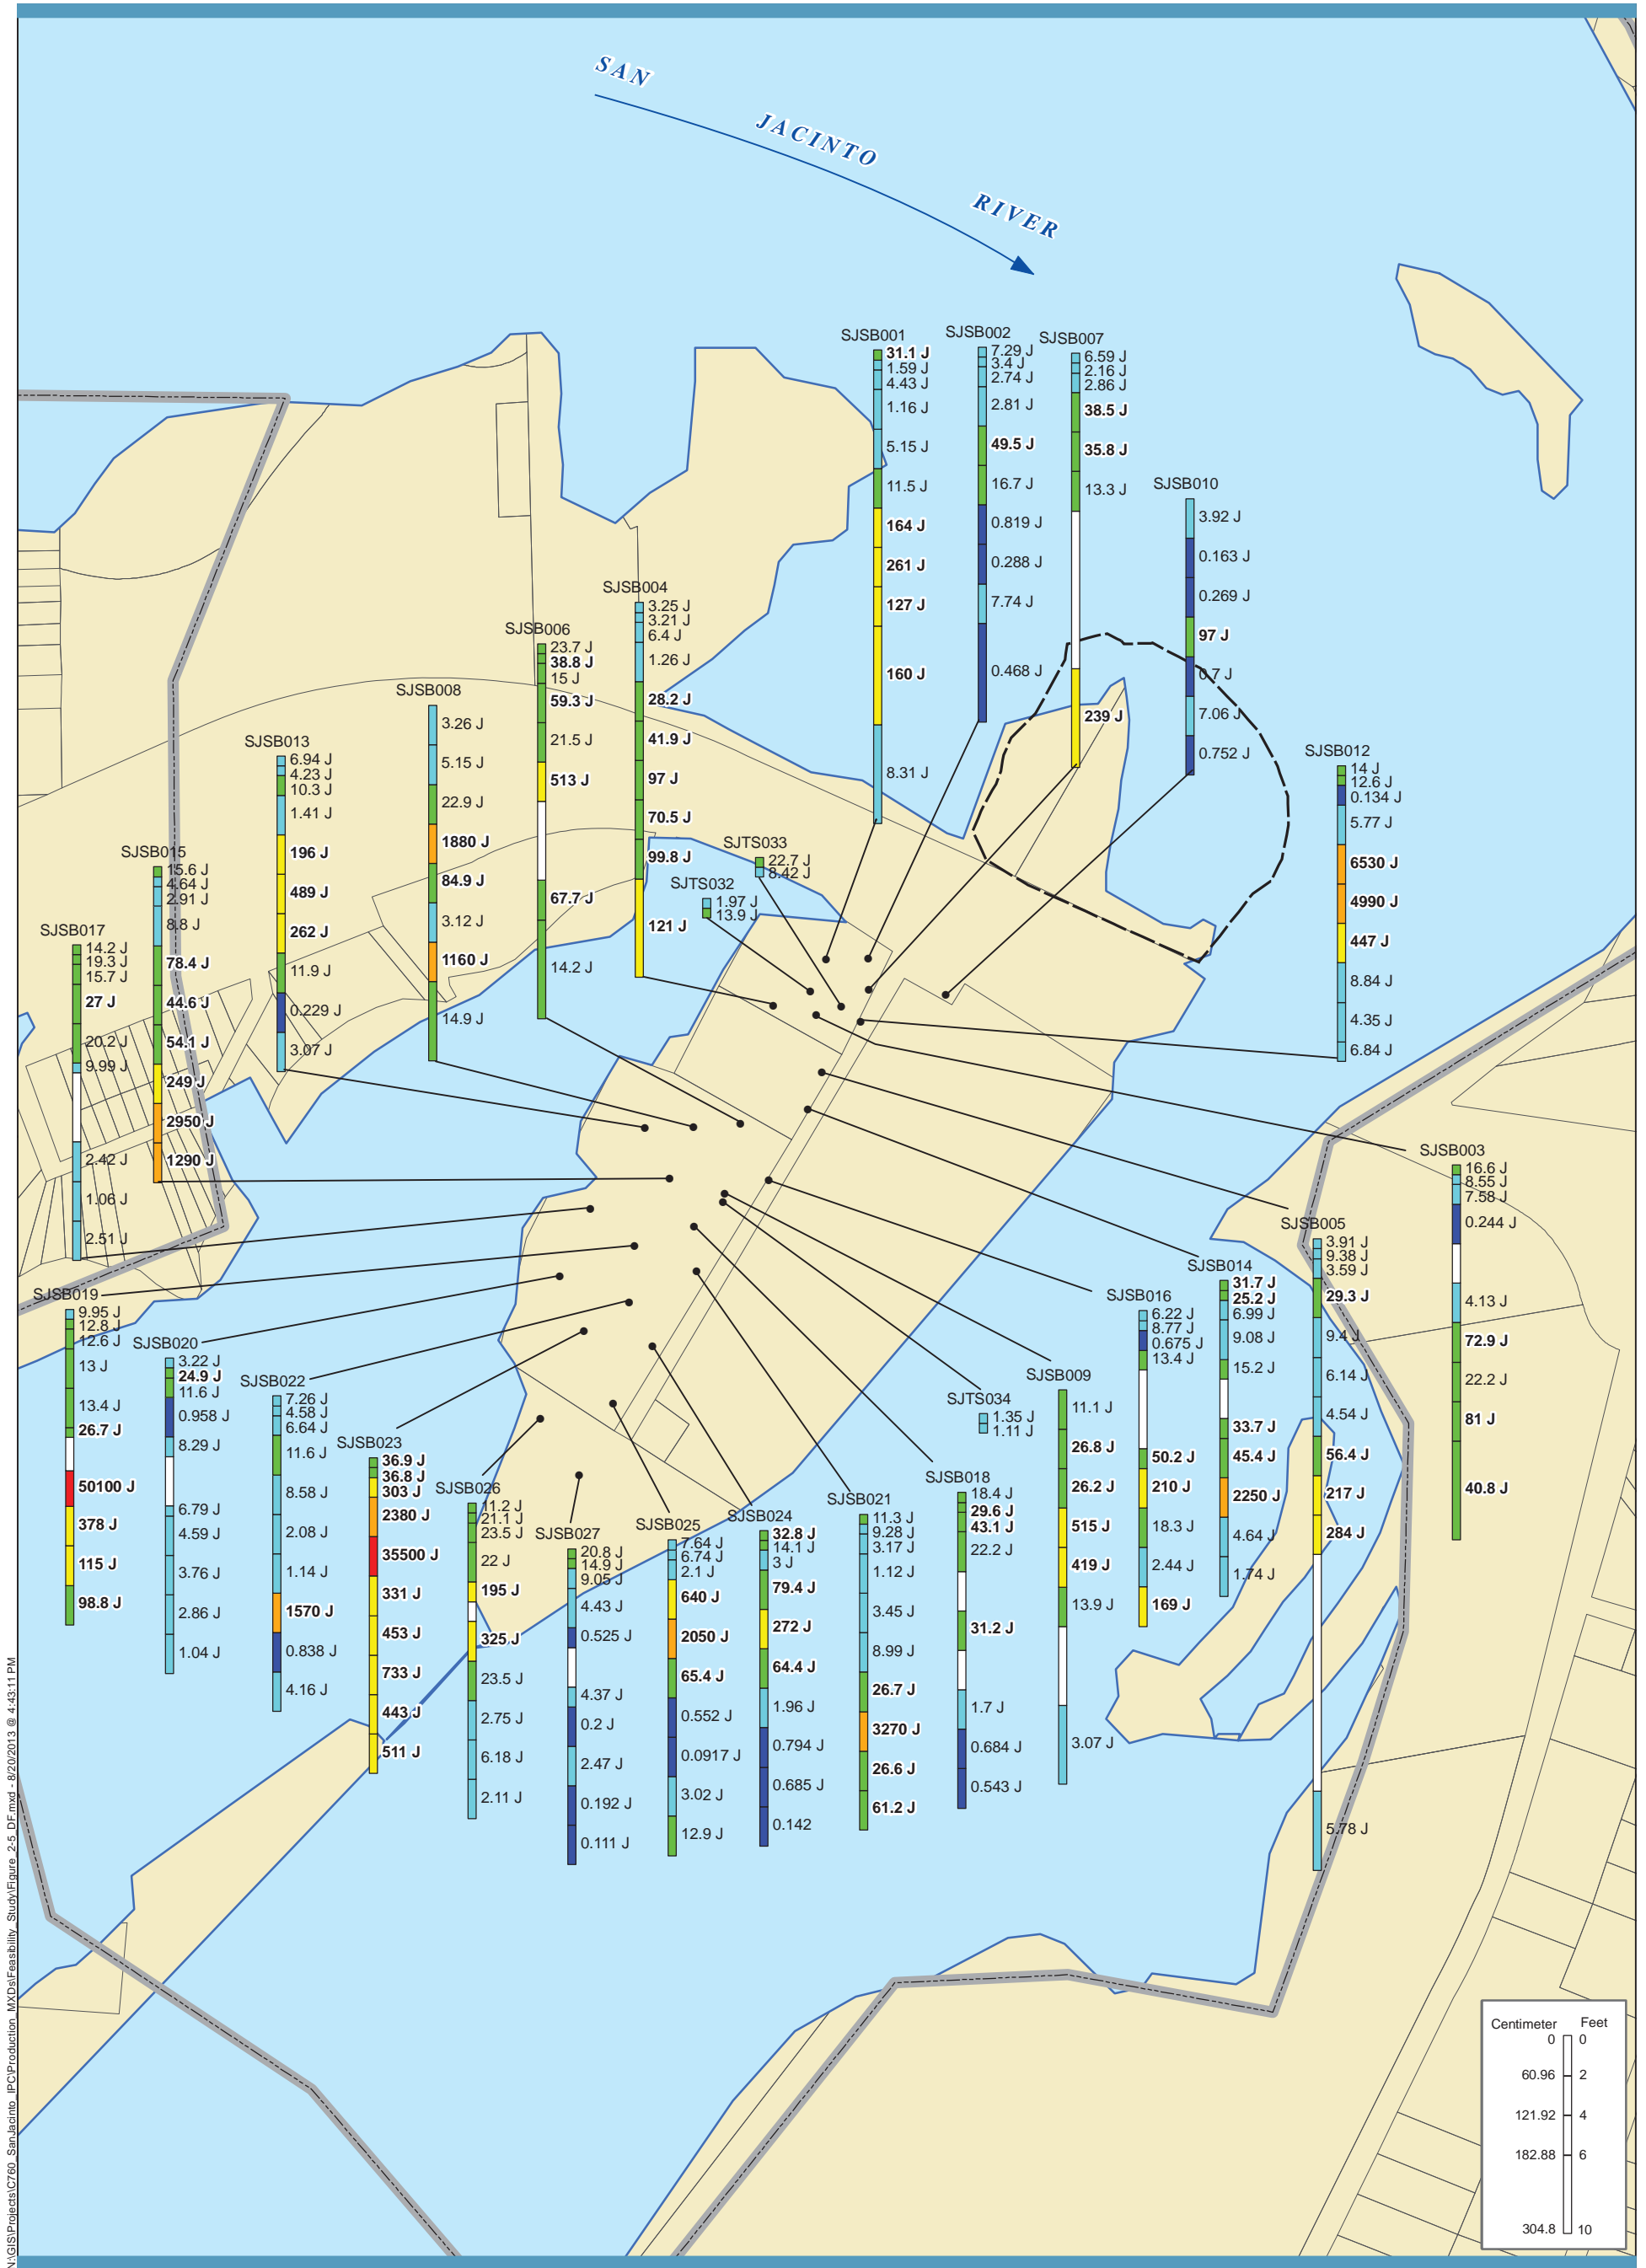 SAN
JACINTO
RIVER
SJSB001
31.1 J
1.59 J
4.43 J
1.16 J
5.15 J
11.5 J
164 J
261 J
127 J
160 J
8.31 J
SJSB002
7.29 J
3.4 J
2.74 J
2.81 J
49.5 J
16.7 J
0.819 J
0.288 J
7.74 J
0.468 J
SJSB007
6.59 J
2.16 J
2.86 J
38.5 J
35.8 J
13.3 J
239 J
SJSB010
3.92 J
0.163 J
0.269 J
97 J
0.7 J
7.06 J
0.752 J
SJSB004
3.25 J
3.21 J
6.4 J
1.26 J
28.2 J
41.9 J
97 J
70.5 J
99.8 J
121 J
SJSB006
23.7 J
38.8 J
15 J
59.3 J
21.5 J
513 J
67.7 J
14.2 J
SJSB008
3.26 J
5.15 J
22.9 J
1880 J
84.9 J
3.12 J
1160 J
14.9 J
SJSB013
6.94 J
4.23 J
10.3 J
1.41 J
196 J
489 J
262 J
11.9 J
0.229 J
3.07 J
SJSB012
14 J
12.6 J
0.134 J
5.77 J
6530 J
4990 J
447 J
8.84 J
4.35 J
6.84 J
SJSB015
15.6 J
4.64 J
2.91 J
8.8 J
78.4 J
44.6 J
54.1 J
249 J
2950 J
1290 J
SJTS033
22.7 J
8.42 J
SJTS032
1.97 J
13.9 J
SJSB017
14.2 J
19.3 J
15.7 J
27 J
20.2 J
9.99 J
2.42 J
1.06 J
2.51 J
SJSB003
16.6 J
8.55 J
7.58 J
0.244 J
4.13 J
72.9 J
22.2 J
81 J
40.8 J
SJSB005
3.91 J
9.38 J
3.59 J
29.3 J
9.4 J
6.14 J
4.54 J
56.4 J
217 J
284 J
5.78 J
SJSB014
31.7 J
25.2 J
6.99 J
9.08 J
15.2 J
33.7 J
45.4 J
2250 J
4.64 J
1.74 J
SJSB016
6.22 J
8.77 J
0.675 J
13.4 J
50.2 J
210 J
18.3 J
2.44 J
169 J
SJSB019
9.95 J
12.8 J
12.6 J
13 J
13.4 J
26.7 J
50100 J
378 J
115 J
98.8 J
SJSB020
3.22 J
24.9 J
11.6 J
0.958 J
8.29 J
6.79 J
4.59 J
3.76 J
2.86 J
1.04 J
SJSB022
7.26 J
4.58 J
6.64 J
11.6 J
8.58 J
2.08 J
1.14 J
1570 J
0.838 J
4.16 J
SJSB009
11.1 J
26.8 J
26.2 J
515 J
419 J
13.9 J
3.07 J
SJTS034
1.35 J
1.11 J
SJSB023
36.9 J
36.8 J
303 J
2380 J
35500 J
331 J
453 J
733 J
443 J
511 J
SJSB018
18.4 J
29.6 J
43.1 J
22.2 J
31.2 J
1.7 J
0.684 J
0.543 J
SJSB026
11.2 J
21.1 J
23.5 J
22 J
195 J
325 J
23.5 J
2.75 J
6.18 J
2.11 J
SJSB021
11.3 J
9.28 J
3.17 J
1.12 J
3.45 J
8.99 J
26.7 J
3270 J
26.6 J
61.2 J
SJSB024
32.8 J
14.1 J
3 J
79.4 J
272 J
64.4 J
1.96 J
0.794 J
0.685 J
0.142
SJSB025
7.64 J
6.74 J
2.1 J
640 J
2050 J
65.4 J
0.552 J
0.0917 J
3.02 J
12.9 J
SJSB027
20.8 J
14.9 J
9.05 J
4.43 J
0.525 J
4.37 J
0.2 J
2.47 J
0.192 J
0.111 J
Centimeter Feet
0 0
60.96 2
121.92 4
182.88 6
304.8 10
N:\GIS\Projects\C760_SanJacinto_IPC\Production_MXDs\Feasibility_Study\Figure_2-5_DF.mxd - 8/20/2013 @ 4:43:11 PM